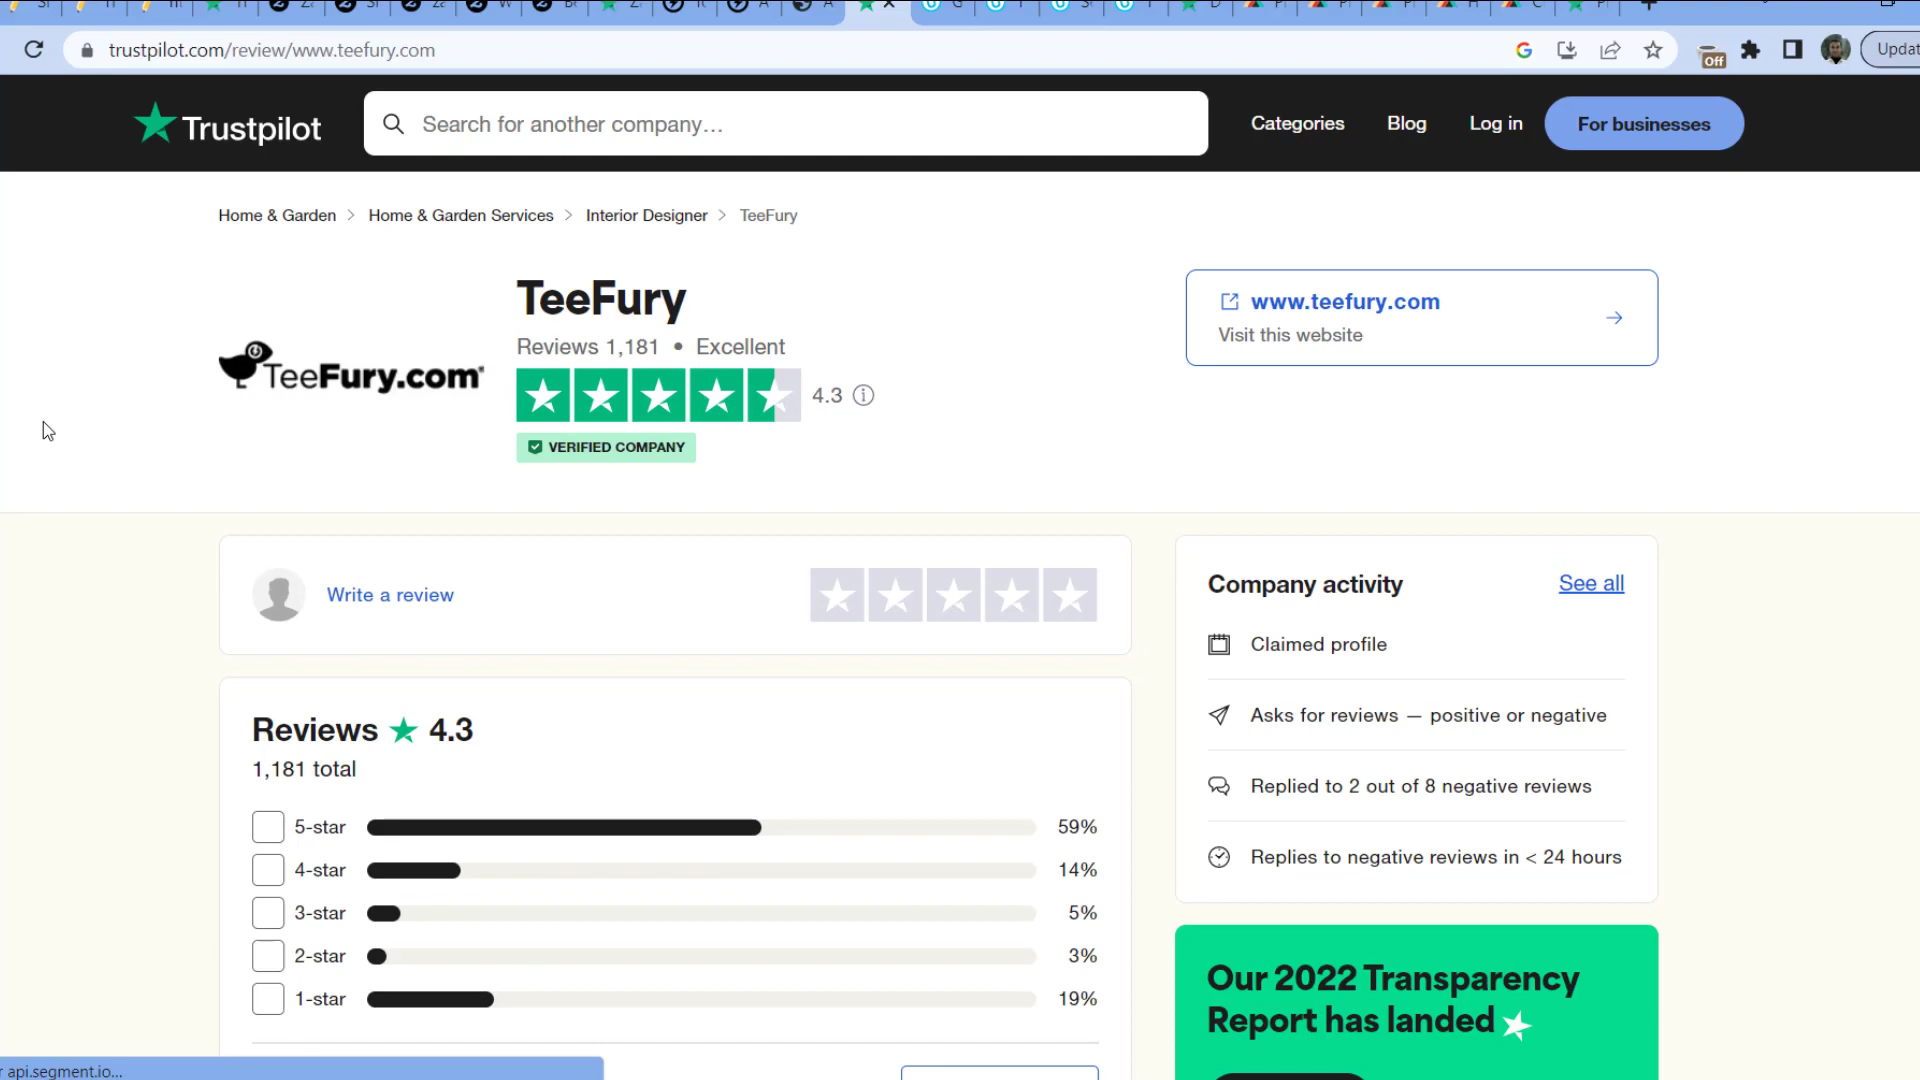 trustpilot.com/review/www.teefury.com
Off
Updat
Trustpilot
Search for another company…
Categories
Blog
Log in
For businesses
Home & Garden > Home & Garden Services > Interior Designer > TeeFury
TeeFury.com
TeeFury
Reviews 1,181 • Excellent
4.3
VERIFIED COMPANY
www.teefury.com
Visit this website
Write a review
Reviews 4.3
1,181 total
5-star 59%
4-star 14%
3-star 5%
2-star 3%
1-star 19%
Company activity
See all
Claimed profile
Asks for reviews — positive or negative
Replied to 2 out of 8 negative reviews
Replies to negative reviews in < 24 hours
Our 2022 Transparency
Report has landed
r api.segment.io...